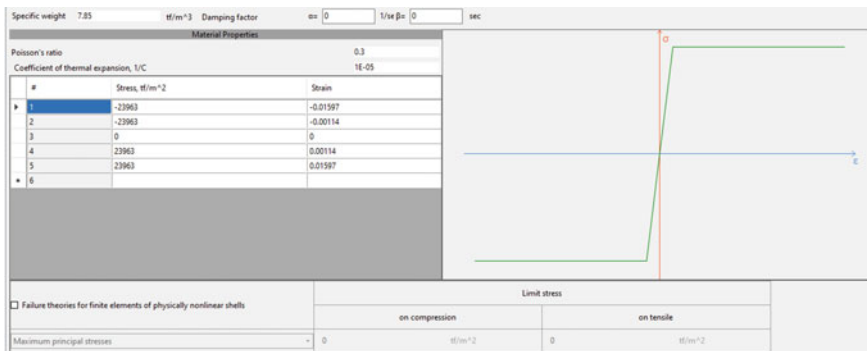 Specific weight 7.85 tf/m^3 Damping factor α= 0 1/se β= 0 sec
Material Properties
Poisson's ratio 0.3
Coefficient of thermal expansion, 1/C 1E-05
# Stress, tf/m^2 Strain
1 -23963 -0.01597
2 -23963 -0.00114
3 0 0
4 23963 0.00114
5 23963 0.01597
* 6
σ
ε
Limit stress
Failure theories for finite elements of physically nonlinear shells
on compression on tensile
Maximum principal stresses 0 tf/m^2 0 tf/m^2